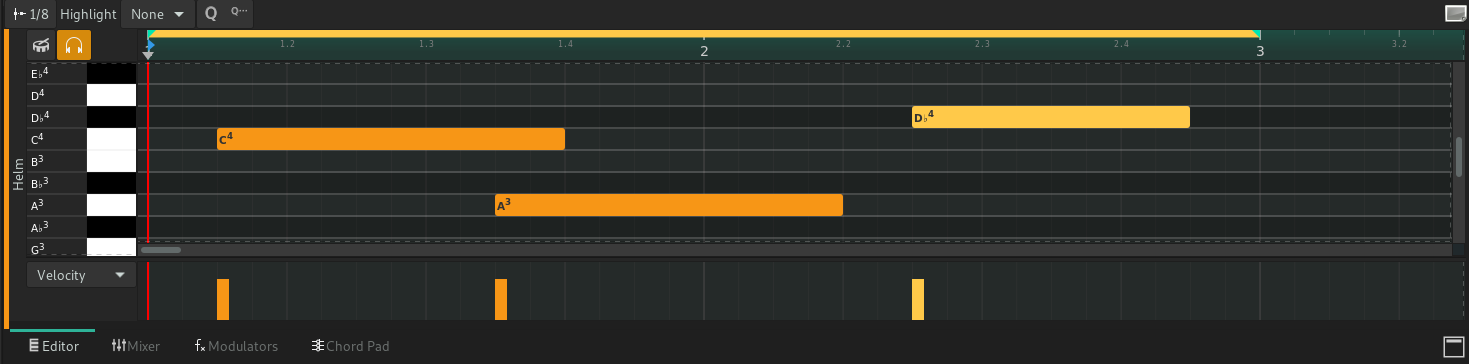 1/8 Highlight None Q Q...
1.2 1.3 1.4 2 2.2 2.3 2.4 3 3.2
E♭4
D4
D♭4 D♭4
C4 C4
B3
B♭3
A3 A3
A♭3
G3
Helm
Velocity
Editor Mixer fx Modulators Chord Pad